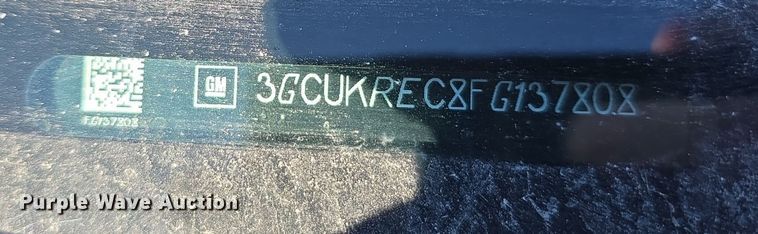 GM 3GCUKREC8FG137808
FG137808
Purple Wave Auction